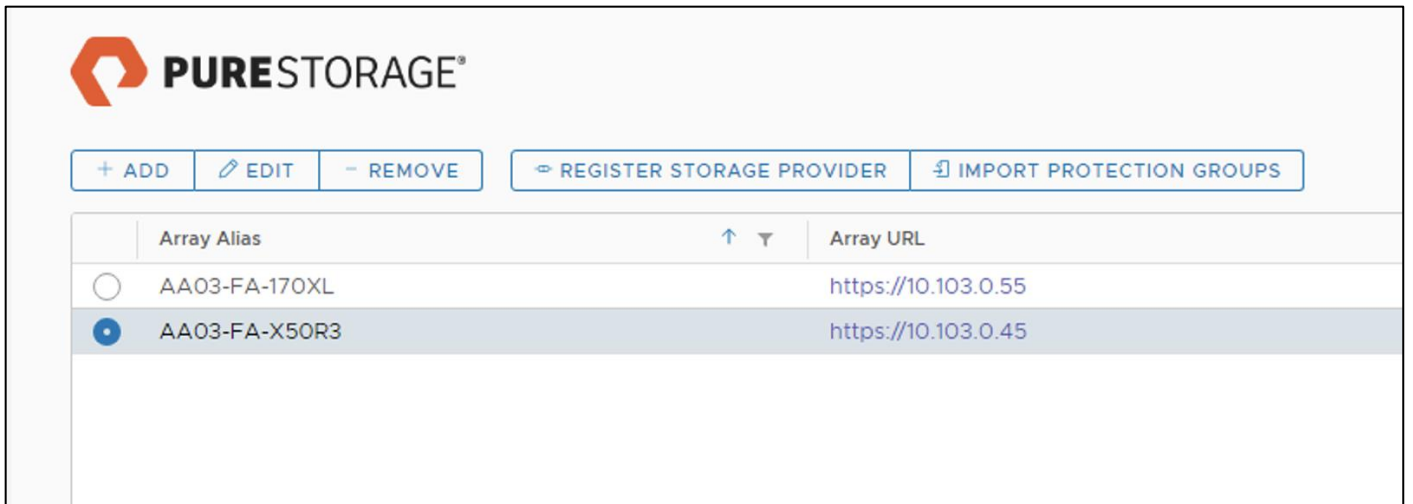 PURESTORAGE®
+ ADD EDIT - REMOVE REGISTER STORAGE PROVIDER IMPORT PROTECTION GROUPS
Array Alias Array URL
AA03-FA-170XL https://10.103.0.55
AA03-FA-X50R3 https://10.103.0.45